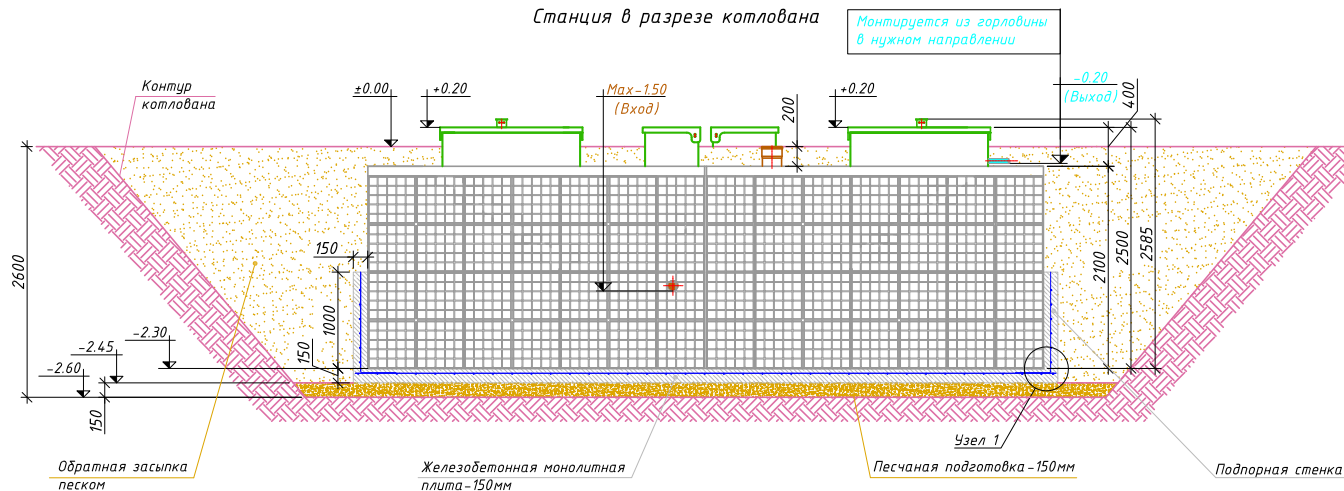 Станция в разрезе котлована
Монтируется из горловины
в нужном направлении
Контур
котлована
±0.00
+0.20
Max-1.50
(Вход)
200
+0.20
-0.20
(Выход)
400
2600
150
1000
150
-2.30
-2.45
-2.60
150
2100
2500
2585
Узел 1
Обратная засыпка
песком
Железобетонная монолитная
плита-150мм
Песчаная подготовка-150мм
Подпорная стенка